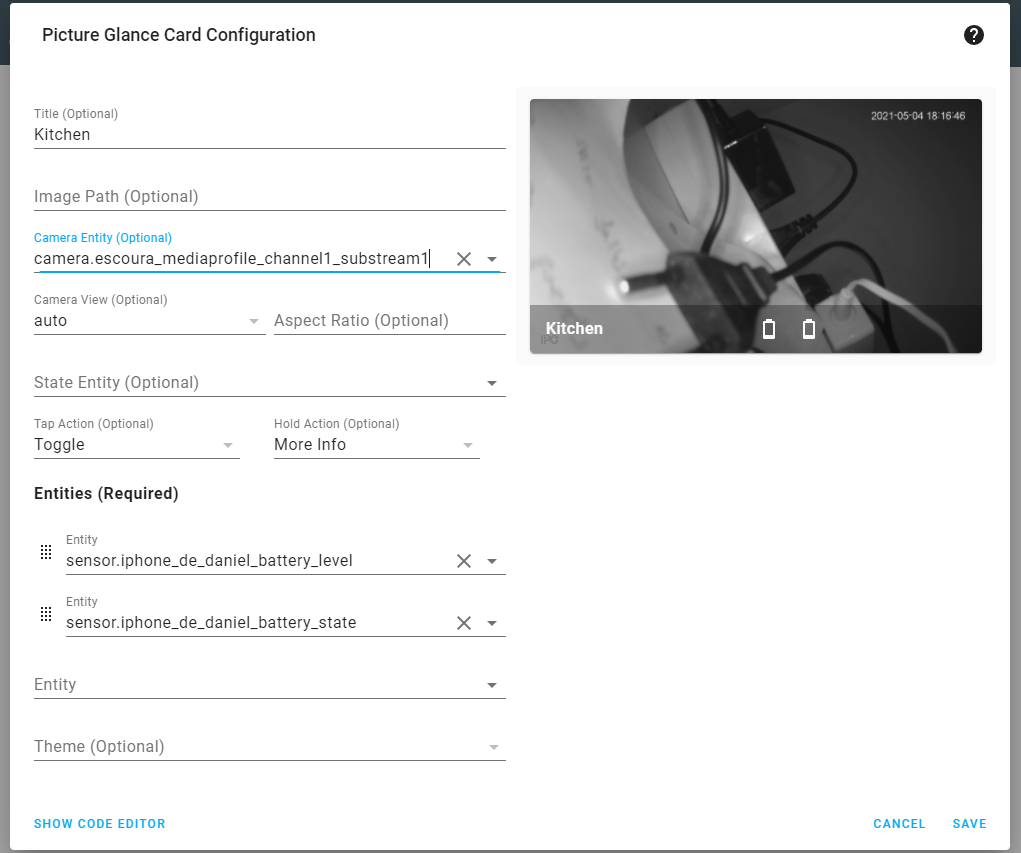 Picture Glance Card Configuration
Title (Optional)
Kitchen
Image Path (Optional)
Camera Entity (Optional)
camera.escoura_mediaprofile_channel1_substream1
Camera View (Optional)
auto
Aspect Ratio (Optional)
State Entity (Optional)
Tap Action (Optional)
Toggle
Hold Action (Optional)
More Info
Entities (Required)
Entity
sensor.iphone_de_daniel_battery_level
Entity
sensor.iphone_de_daniel_battery_state
Entity
Theme (Optional)
SHOW CODE EDITOR
2021-05-04 18:16:46
Kitchen
IPC
CANCEL
SAVE